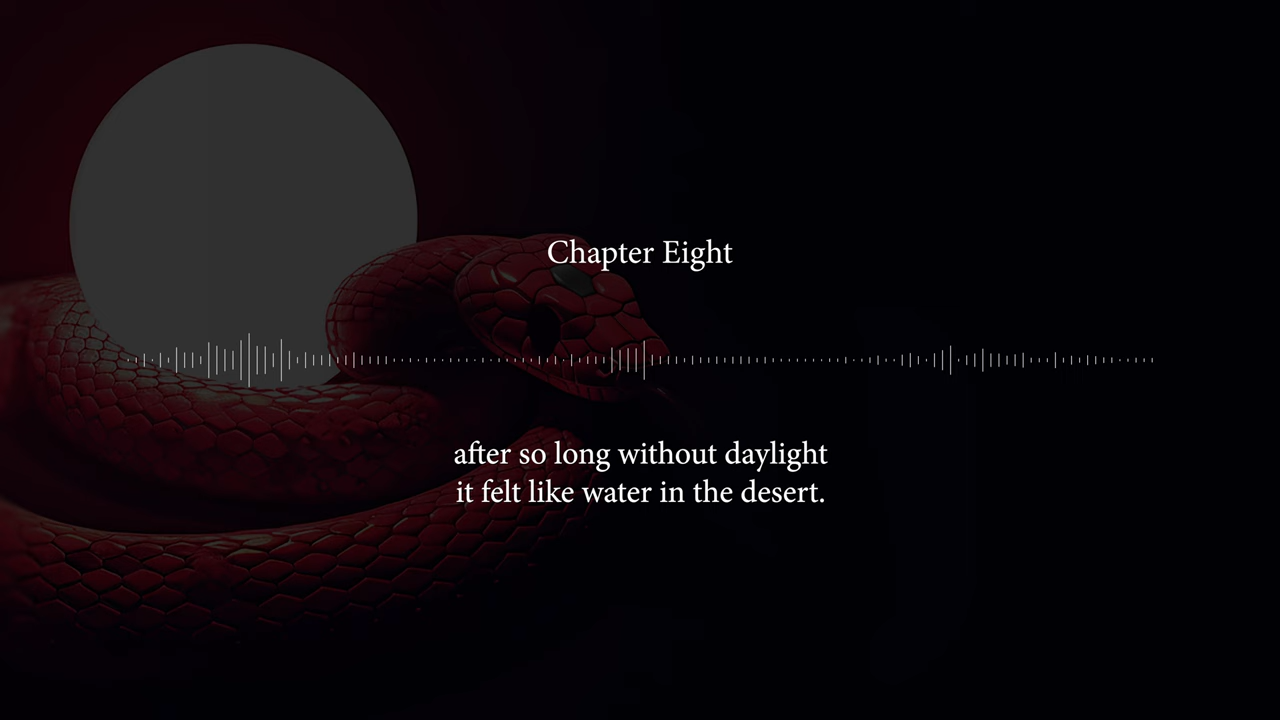 Chapter Eight
after so long without daylight
it felt like water in the desert.